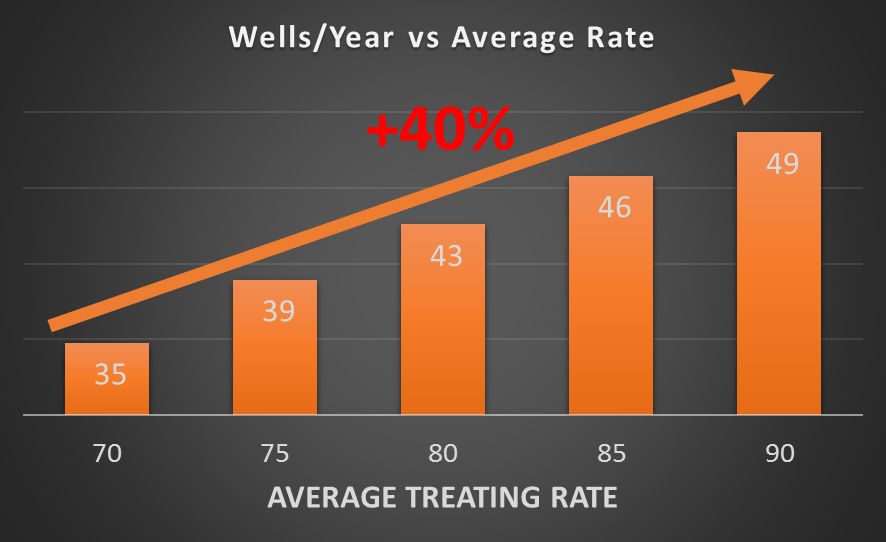 Wells/Year vs Average Rate
+40%
35
39
43
46
49
70 75 80 85 90
AVERAGE TREATING RATE